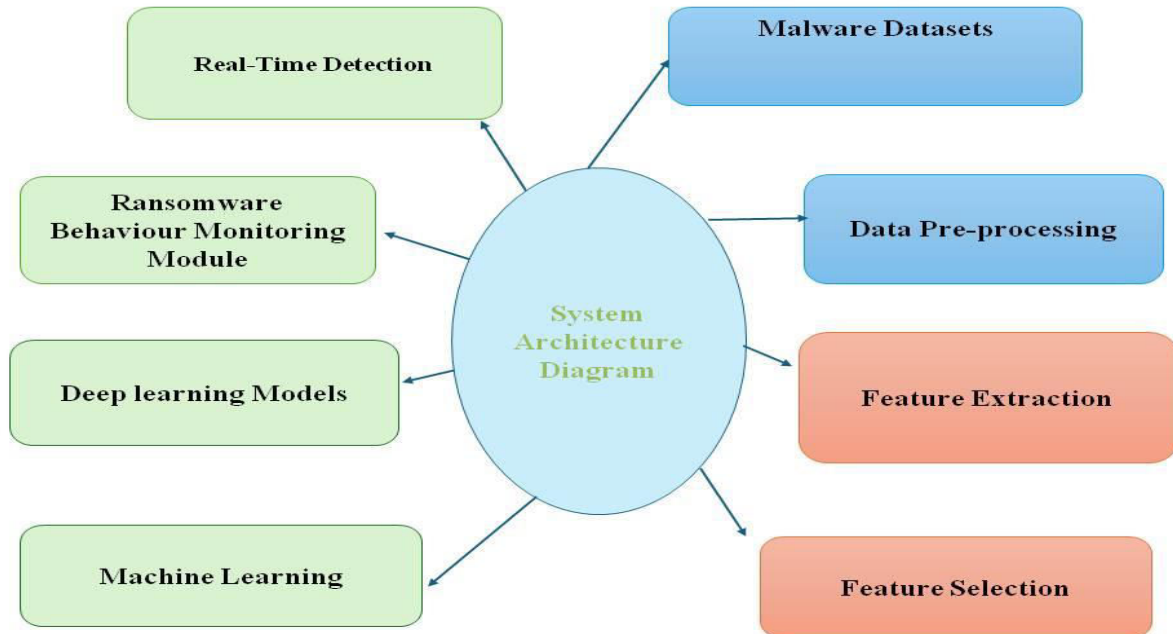 Malware Datasets
Real-Time Detection
Ransomware
Behaviour Monitoring
Module
Data Pre-processing
System
Architecture
Diagram
Deep learning Models
Feature Extraction
Machine Learning
Feature Selection